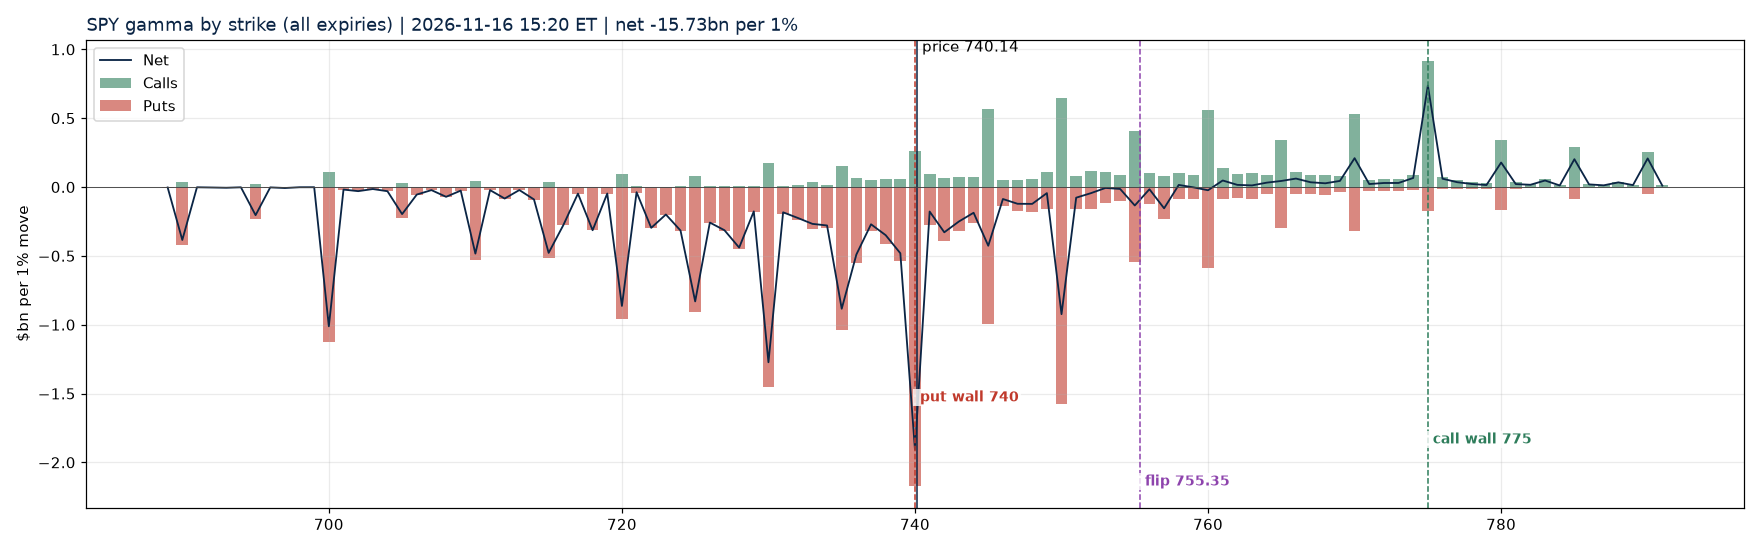 SPY gamma by strike (all expiries) | 2026-11-16 15:20 ET | net -15.73bn per 1%
Net
Calls
Puts
price 740.14
put wall 740
call wall 775
flip 755.35
$bn per 1% move
1.0
0.5
0.0
−0.5
−1.0
−1.5
−2.0
700
720
740
760
780